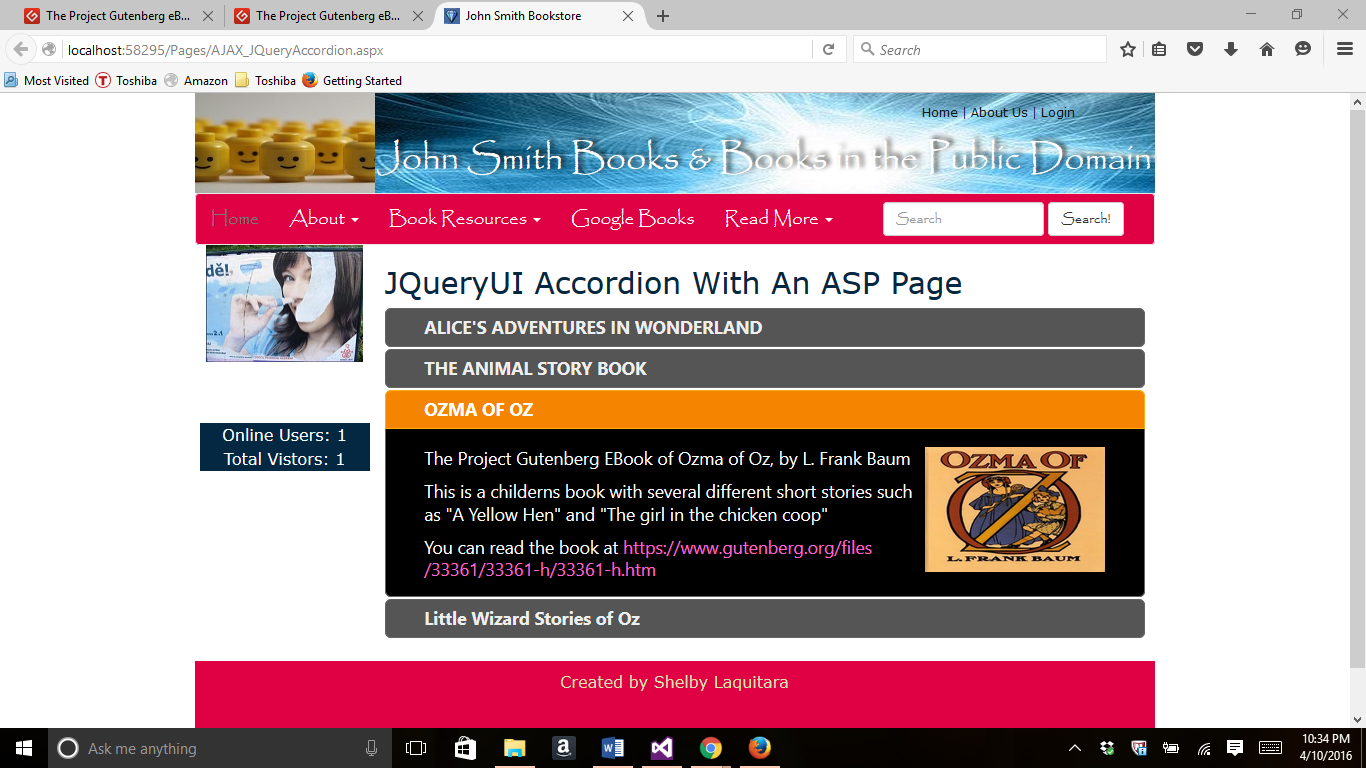 The Project Gutenberg eB...
The Project Gutenberg eB...
John Smith Bookstore
localhost:58295/Pages/AJAX_JQueryAccordion.aspx
Search
Most Visited
Toshiba
Amazon
Toshiba
Getting Started
Home | About Us | Login
John Smith Books & Books in the Public Domain
Home
About
Book Resources
Google Books
Read More
Search
Search!
dě!
JQueryUI Accordion With An ASP Page
ALICE'S ADVENTURES IN WONDERLAND
THE ANIMAL STORY BOOK
OZMA OF OZ
Online Users: 1
Total Vistors: 1
The Project Gutenberg EBook of Ozma of Oz, by L. Frank Baum
This is a childerns book with several different short stories such
as "A Yellow Hen" and "The girl in the chicken coop"
You can read the book at https://www.gutenberg.org/files
/33361/33361-h/33361-h.htm
OZMA OF
OZ
L. FRANK BAUM
Little Wizard Stories of Oz
Created by Shelby Laquitara
Ask me anything
10:34 PM
4/10/2016